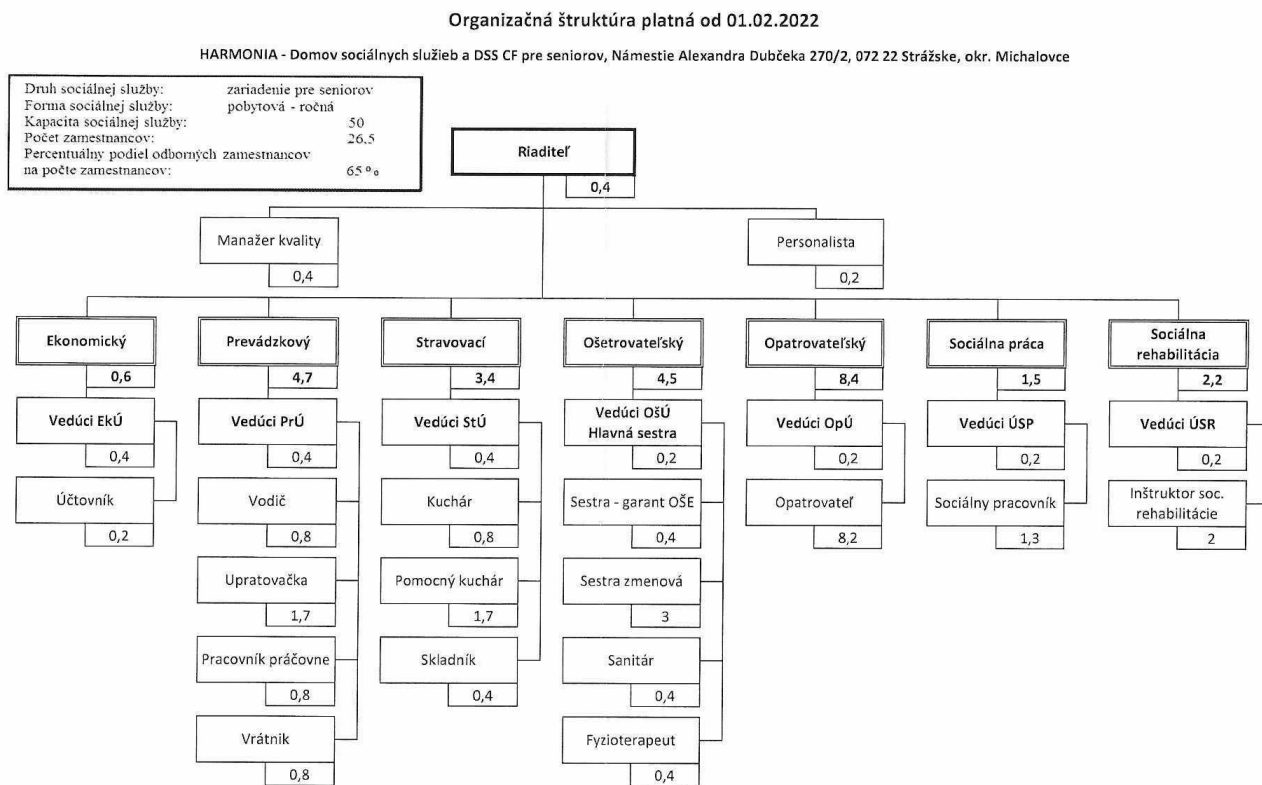 Organizačná štruktúra platná od 01.02.2022
HARMONIA - Domov sociálnych služieb a DSS CF pre seniorov, Námestie Alexandra Dubčeka 270/2, 072 22 Strážske, okr. Michalovce
Druh sociálnej služby: zariadenie pre seniorov
Forma sociálnej služby: pobytová - ročná
Kapacita sociálnej služby: 50
Počet zamestnancov: 26,5
Percentuálny podiel odborných zamestnancov
na počte zamestnancov: 65 %
Riaditeľ
0,4
Manažer kvality
0,4
Personalista
0,2
Ekonomický
0,6
Vedúci EkÚ
0,4
Účtovník
0,2
Prevádzkový
4,7
Vedúci PrÚ
0,4
Vodič
0,8
Upratovačka
1,7
Pracovník práčovne
0,8
Vrátnik
0,8
Stravovací
3,4
Vedúci StÚ
0,4
Kuchár
0,8
Pomocný kuchár
1,7
Skladník
0,4
Ošetrovateľský
4,5
Vedúci OšÚ
Hlavná sestra
0,2
Sestra - garant OŠE
0,4
Sestra zmenová
3
Sanitár
0,4
Fyzioterapeut
0,4
Opatrovateľský
8,4
Vedúci OpÚ
0,2
Opatrovateľ
8,2
Sociálna práca
1,5
Vedúci ÚSP
0,2
Sociálny pracovník
1,3
Sociálna
rehabilitácia
2,2
Vedúci ÚSR
0,2
Inštruktor soc.
rehabilitácie
2